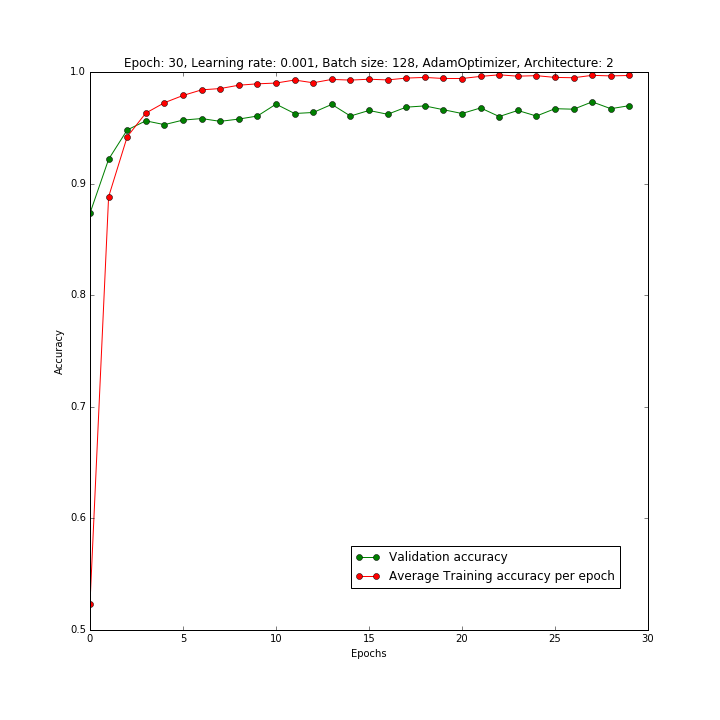 Epoch: 30, Learning rate: 0.001, Batch size: 128, AdamOptimizer, Architecture: 2
1.0
0.9
0.8
0.7
0.6
0.5
Accuracy
Validation accuracy
Average Training accuracy per epoch
0 5 10 15 20 25 30
Epochs